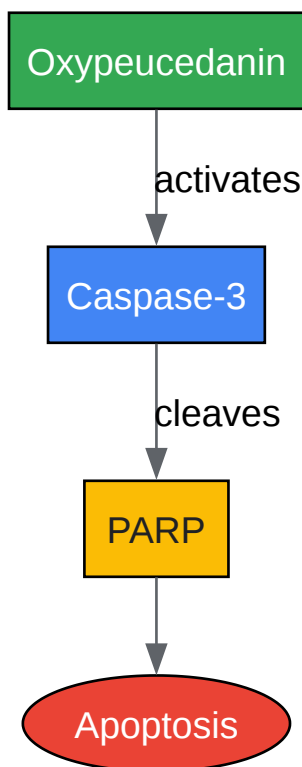 Oxypeucedanin
activates
Caspase-3
cleaves
PARP
Apoptosis